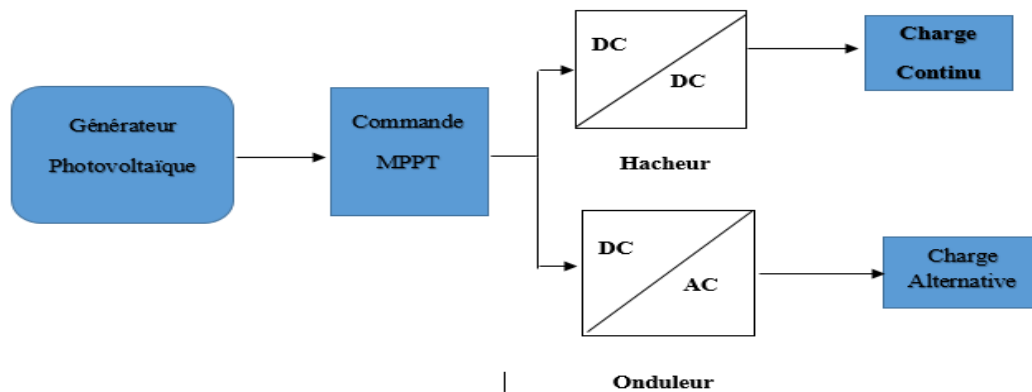 Générateur
Photovoltaïque
Commande
MPPT
DC
DC
Hacheur
Charge
Continu
DC
AC
Onduleur
Charge
Alternative